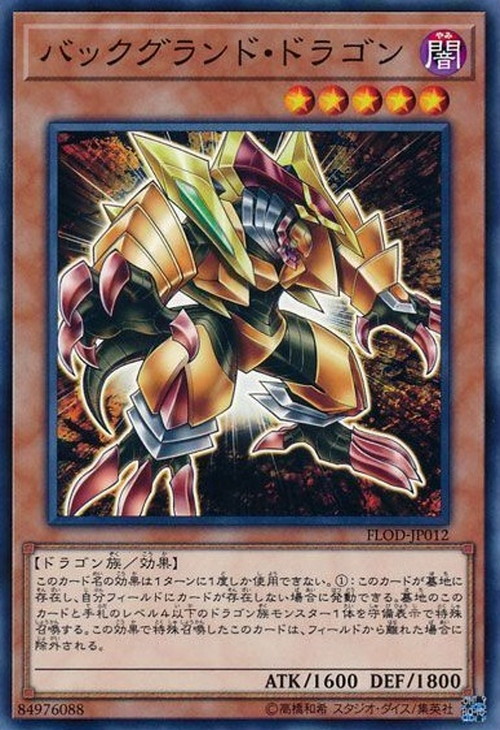 バックグランド・ドラゴン
やみ
闇
FLOD-JP012
【ドラゴン族／効果】
このカード名の効果は１ターンに１度しか使用できない。①：このカードが墓地に
存在し、自分フィールドにカードが存在しない場合に発動できる。墓地のこの
カードと手札のレベル４以下のドラゴン族モンスター１体を守備表示で特殊
召喚する。この効果で特殊召喚したこのカードは、フィールドから離れた場合に
除外される。
ATK/1600 DEF/1800
84976088
©高橋和希 スタジオ・ダイス/集英社